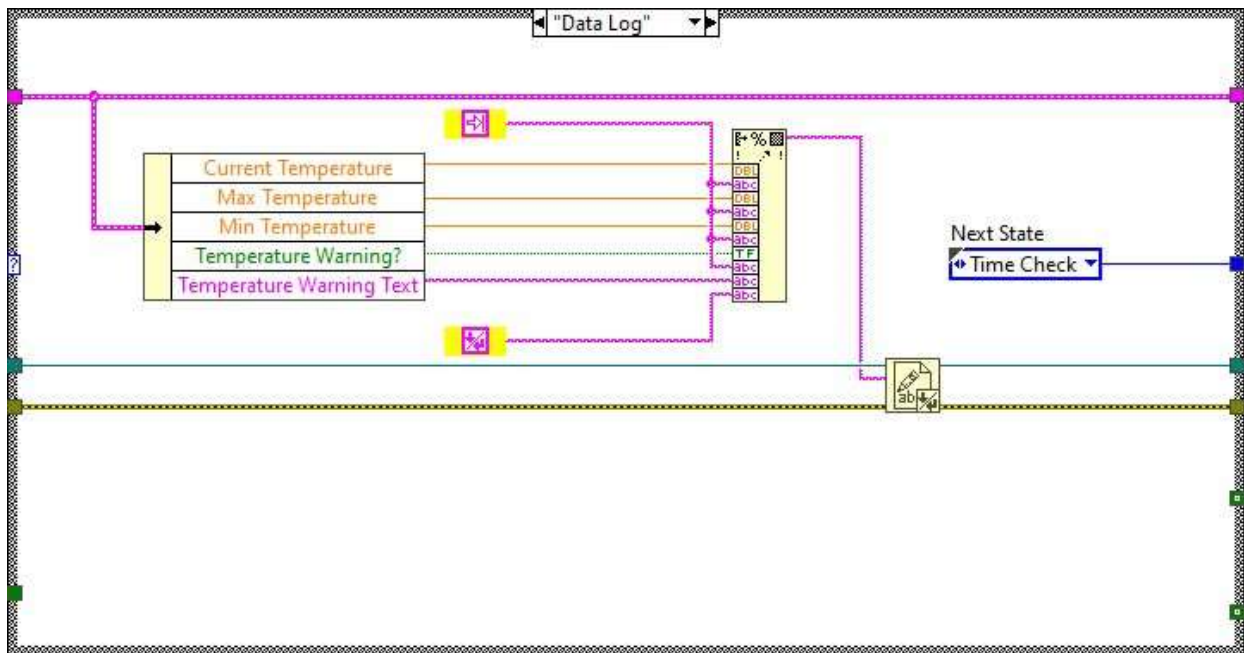 "Data Log"
Current Temperature
Max Temperature
Min Temperature
Temperature Warning?
Temperature Warning Text
%
! !
DBL
abc
DBL
abc
DBL
abc
TF
abc
abc
abc
Next State
Time Check
?
ab